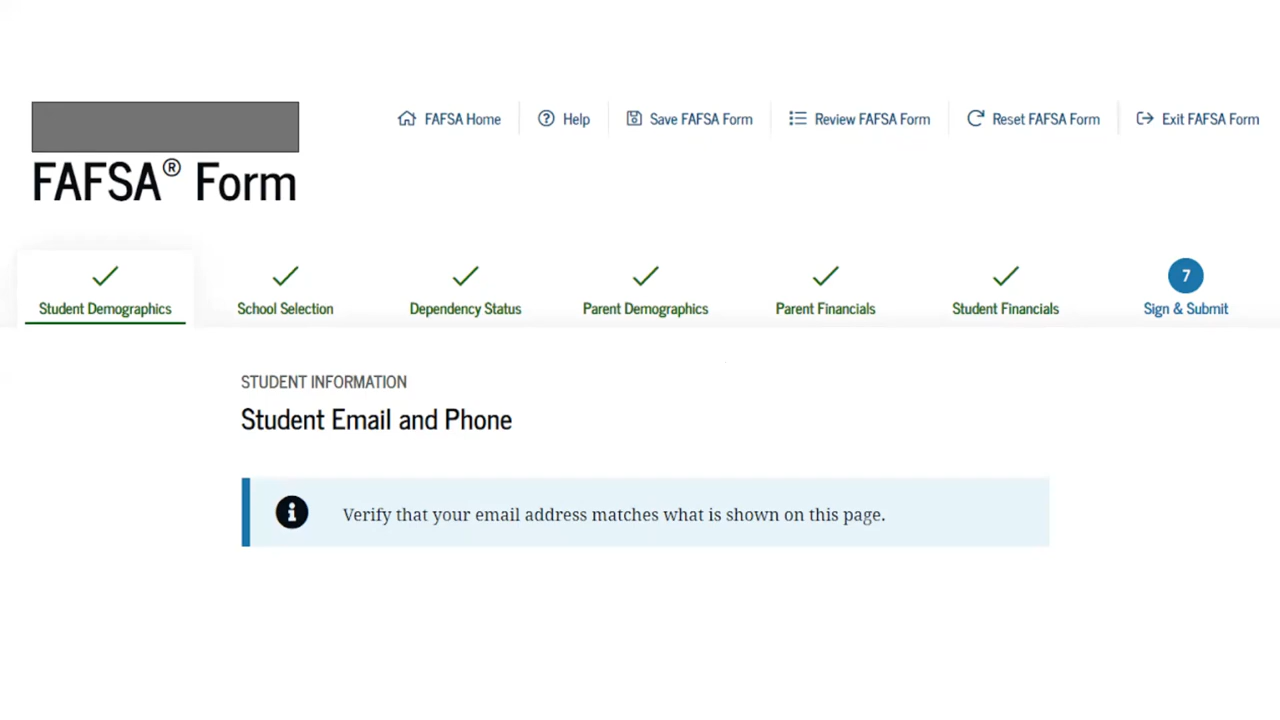 FAFSA Home
Help
Save FAFSA Form
Review FAFSA Form
Reset FAFSA Form
Exit FAFSA Form
FAFSA® Form
Student Demographics
School Selection
Dependency Status
Parent Demographics
Parent Financials
Student Financials
7
Sign & Submit
STUDENT INFORMATION
Student Email and Phone
Verify that your email address matches what is shown on this page.